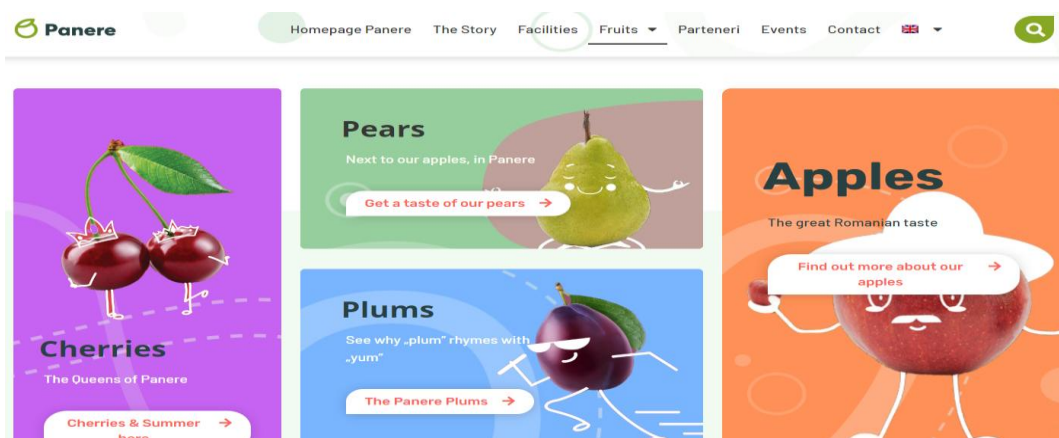 Panere
Homepage Panere The Story Facilities Fruits Parteneri Events Contact
Cherries
The Queens of Panere
Cherries & Summer
here
Pears
Next to our apples, in Panere
Get a taste of our pears →
Plums
See why „plum” rhymes with
„yum”
The Panere Plums →
Apples
The great Romanian taste
Find out more about our
apples →